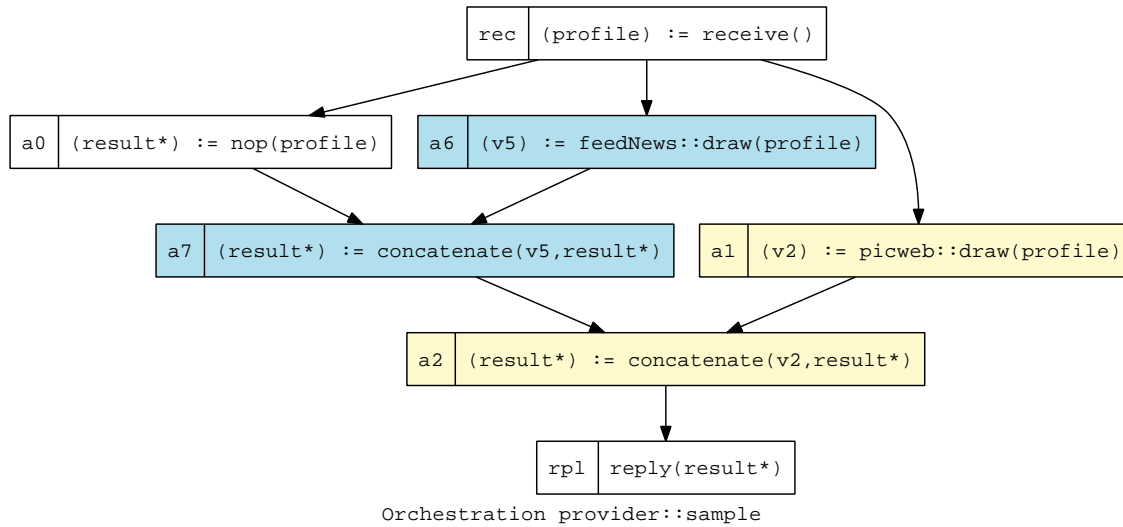 rec (profile) := receive()
a0 (result*) := nop(profile)
a6 (v5) := feedNews::draw(profile)
a7 (result*) := concatenate(v5,result*)
a1 (v2) := picweb::draw(profile)
a2 (result*) := concatenate(v2,result*)
rpl reply(result*)
Orchestration provider::sample